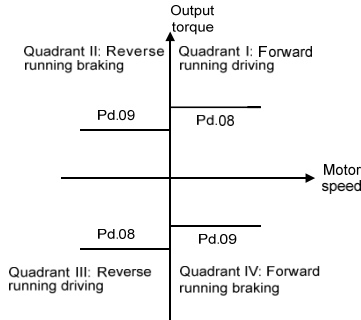 Output
torque
Quadrant II: Reverse
running braking
Quadrant I: Forward
running driving
Pd.09
Pd.08
Motor
speed
Pd.08
Pd.09
Quadrant III: Reverse
running driving
Quadrant IV: Forward
running braking